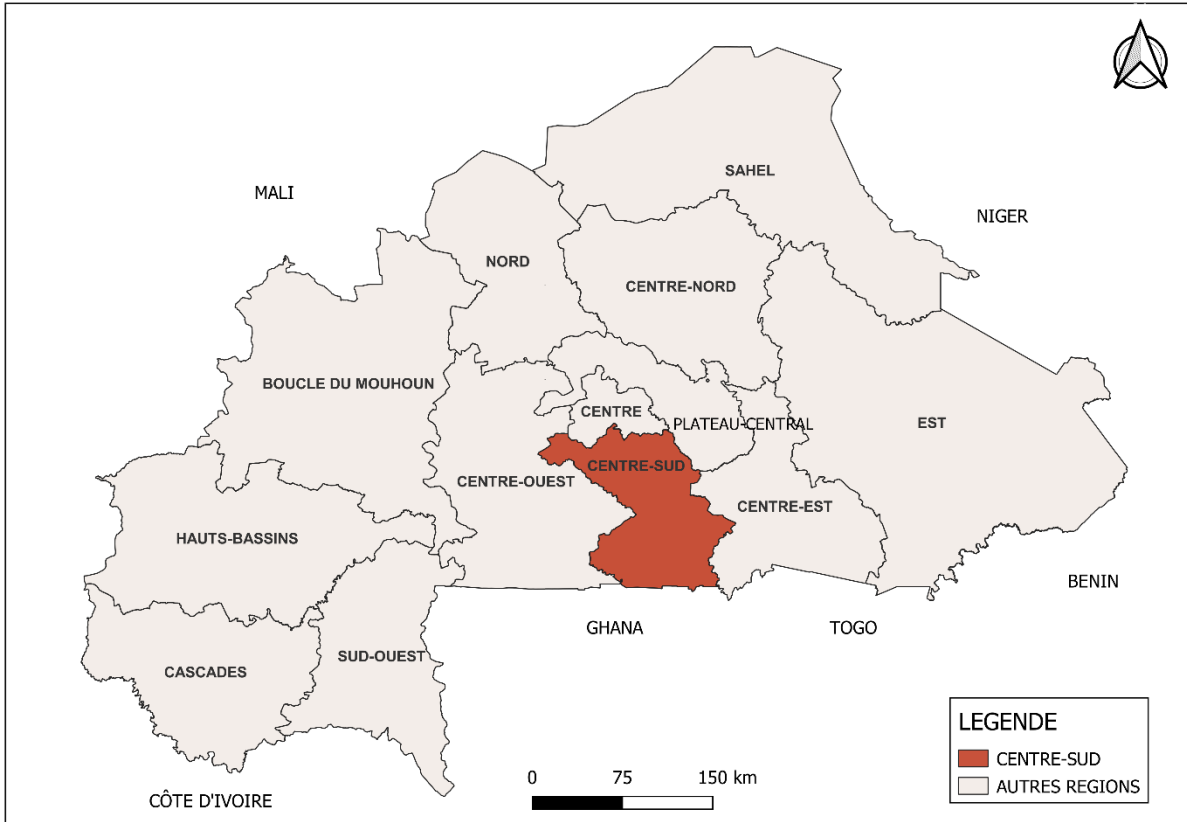 MALI
SAHEL
NIGER
NORD
CENTRE-NORD
BOUCLE DU MOUHOUN
CENTRE
PLATEAU-CENTRAL
EST
CENTRE-SUD
CENTRE-OUEST
CENTRE-EST
HAUTS-BASSINS
BENIN
GHANA
TOGO
SUD-OUEST
CASCADES
CÔTE D'IVOIRE
0 75 150 km
LEGENDE
CENTRE-SUD
AUTRES REGIONS